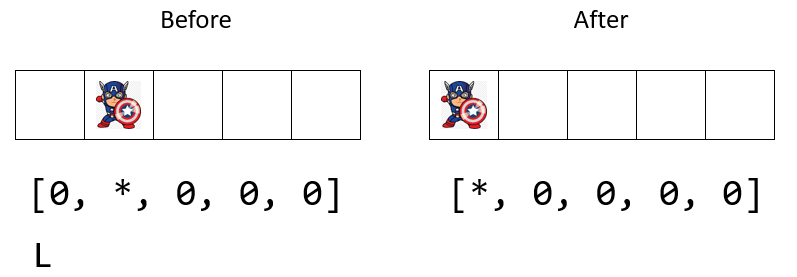 Before
After
[0, *, 0, 0, 0]
[*, 0, 0, 0, 0]
L